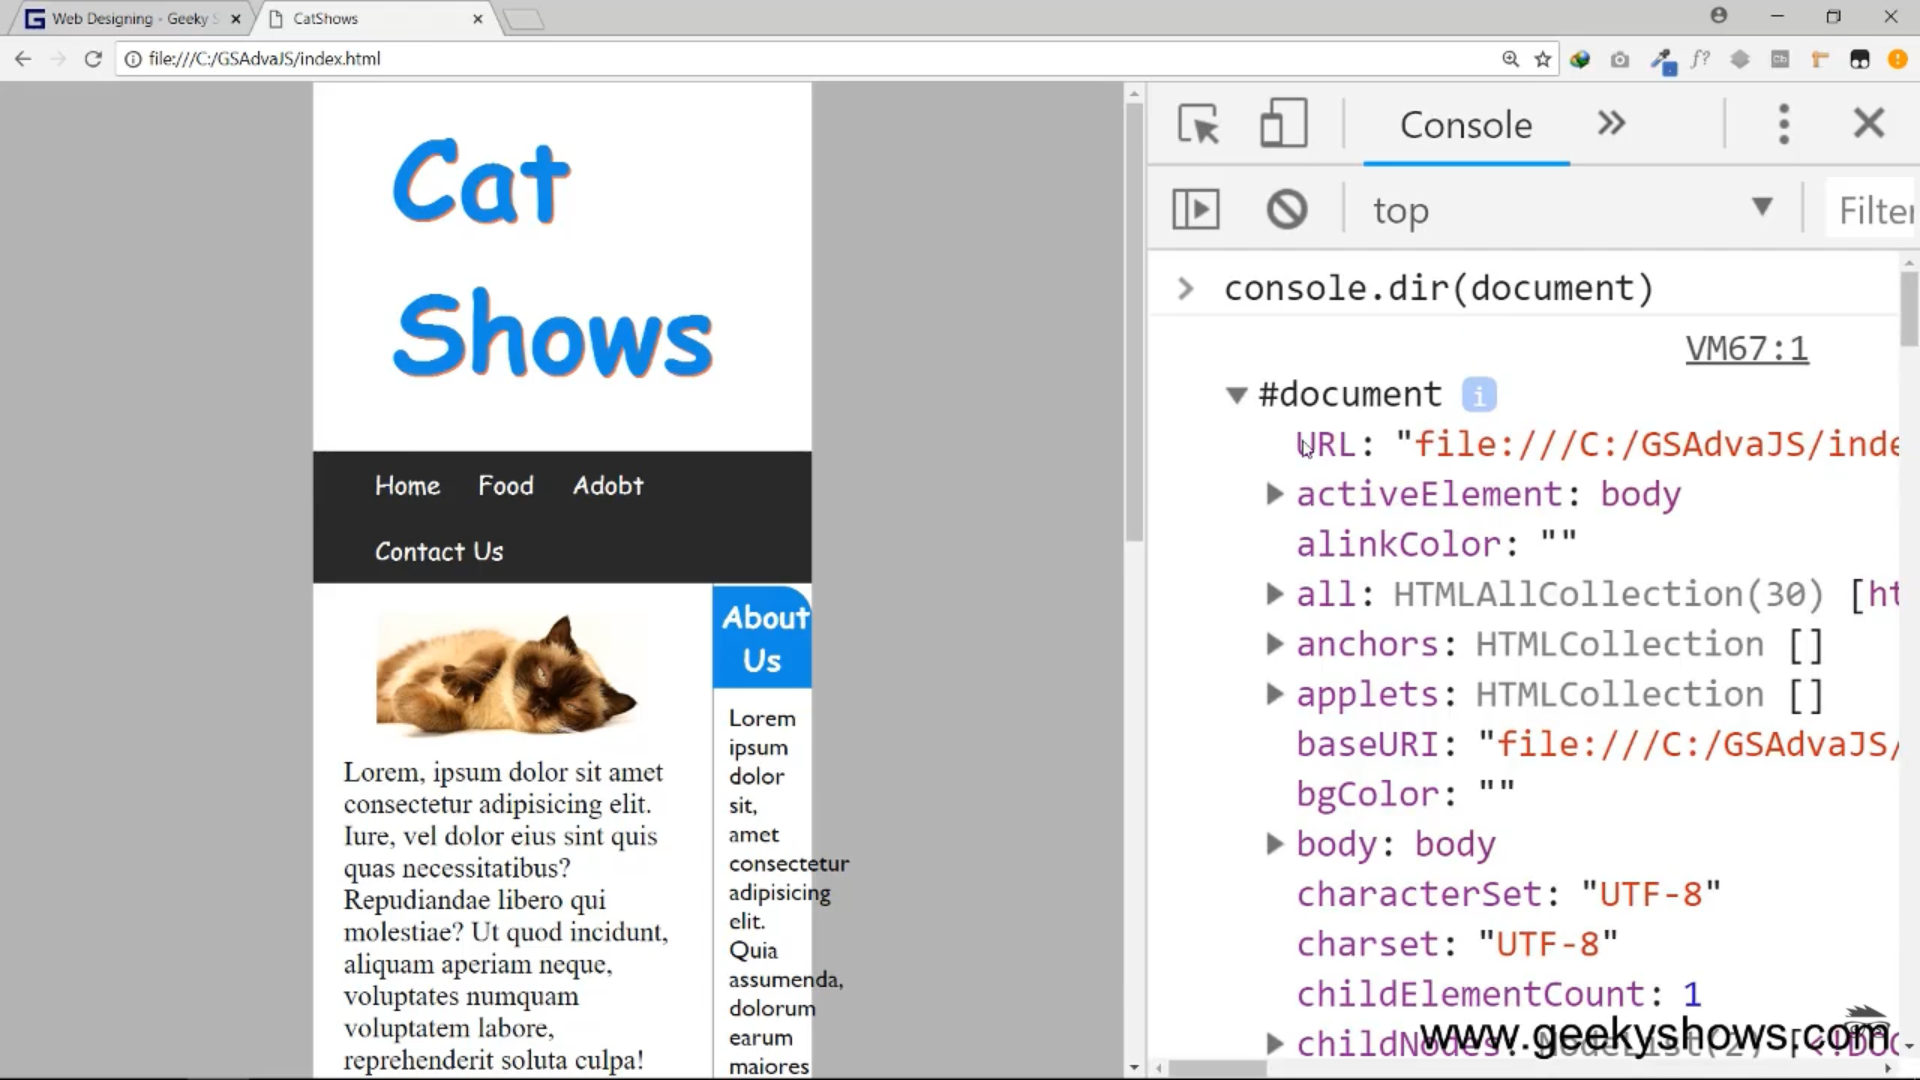 Web Designing - Geeky S
CatShows
file:///C:/GSAdvaJS/index.html
Cat
Shows
Home Food Adobt
Contact Us
About
Us
Lorem, ipsum dolor sit amet
consectetur adipisicing elit.
Iure, vel dolor eius sint quis
quas necessitatibus?
Repudiandae libero qui
molestiae? Ut quod incidunt,
aliquam aperiam neque,
voluptates numquam
voluptatem labore,
reprehenderit soluta culpa!
Lorem
ipsum
dolor
sit,
amet
consectetur
adipisicing
elit.
Quia
assumenda,
dolorum
earum
maiores
Console
top
Filter
console.dir(document)
VM67:1
#document i
URL: "file:///C:/GSAdvaJS/inde
activeElement: body
alinkColor: ""
all: HTMLAllCollection(30) [ht
anchors: HTMLCollection []
applets: HTMLCollection []
baseURI: "file:///C:/GSAdvaJS/
bgColor: ""
body: body
characterSet: "UTF-8"
charset: "UTF-8"
childElementCount: 1
childNodes: NodeList(2) [<!DOC
www.geekyshows.com